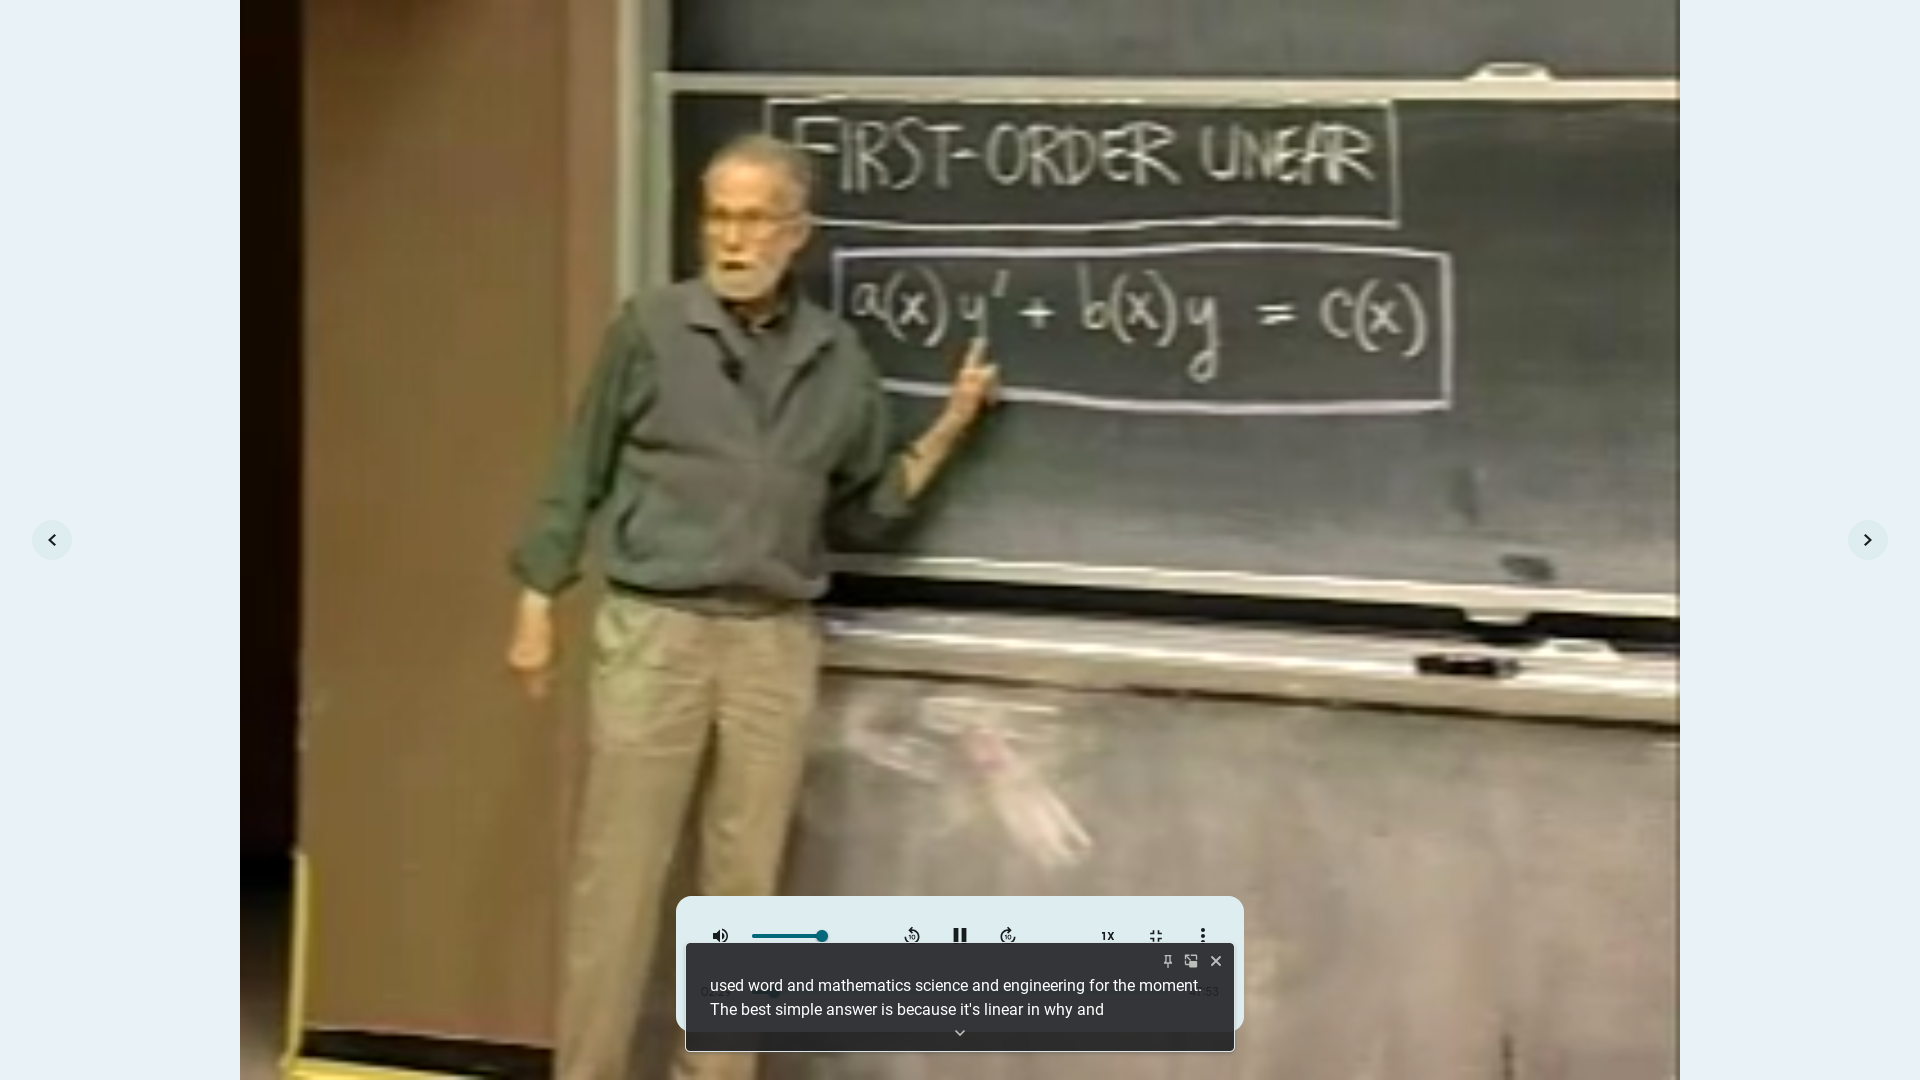 FIRST-ORDER LINEAR
a(x)y' + b(x)y = c(x)
1X
used word and mathematics science and engineering for the moment.
The best simple answer is because it's linear in why and